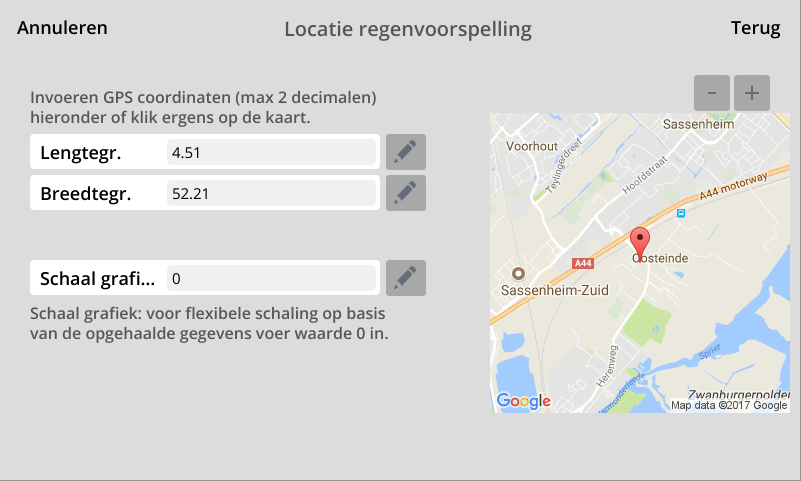 Annuleren
Locatie regenvoorspelling
Terug
Invoeren GPS coordinaten (max 2 decimalen)
hieronder of klik ergens op de kaart.
- +
Lengtegr. 4.51
Breedtegr. 52.21
Schaal grafi... 0
Schaal grafiek: voor flexibele schaling op basis
van de opgehaalde gegevens voer waarde 0 in.
Sassenheim
Voorhout
Teylingerdreef
Hoofdstraat
A44 motorway
Oosteinde
A44
Sassenheim-Zuid
Herenweg
Spriet
Zwanburgerpolder
Google
Map data ©2017 Google